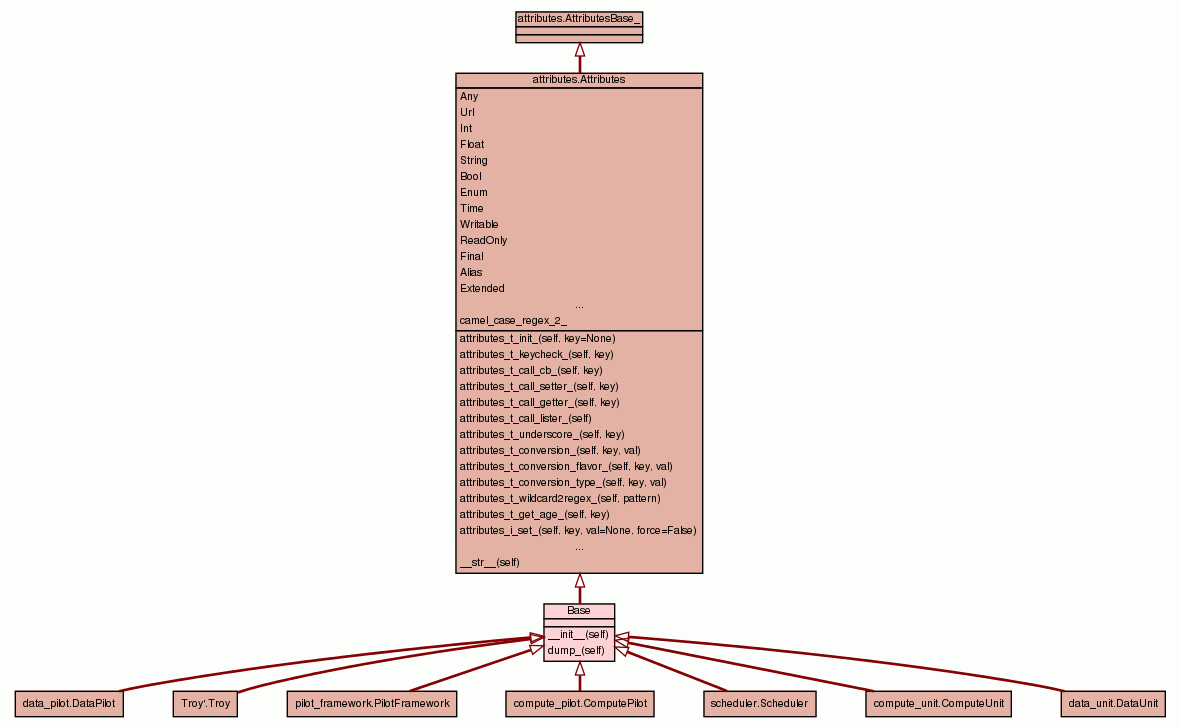 attributes.AttributesBase_
attributes.Attributes
Any
Url
Int
Float
String
Bool
Enum
Time
Writable
ReadOnly
Final
Alias
Extended
...
camel_case_regex_2_
attributes_t_init_(self, key=None)
attributes_t_keycheck_(self, key)
attributes_t_call_cb_(self, key)
attributes_t_call_setter_(self, key)
attributes_t_call_getter_(self, key)
attributes_t_call_lister_(self)
attributes_t_underscore_(self, key)
attributes_t_conversion_(self, key, val)
attributes_t_conversion_flavor_(self, key, val)
attributes_t_conversion_type_(self, key, val)
attributes_t_wildcard2regex_(self, pattern)
attributes_t_get_age_(self, key)
attributes_i_set_(self, key, val=None, force=False)
...
__str__(self)
Base
__init__(self)
dump_(self)
data_pilot.DataPilot
Troy'.Troy
pilot_framework.PilotFramework
compute_pilot.ComputePilot
scheduler.Scheduler
compute_unit.ComputeUnit
data_unit.DataUnit